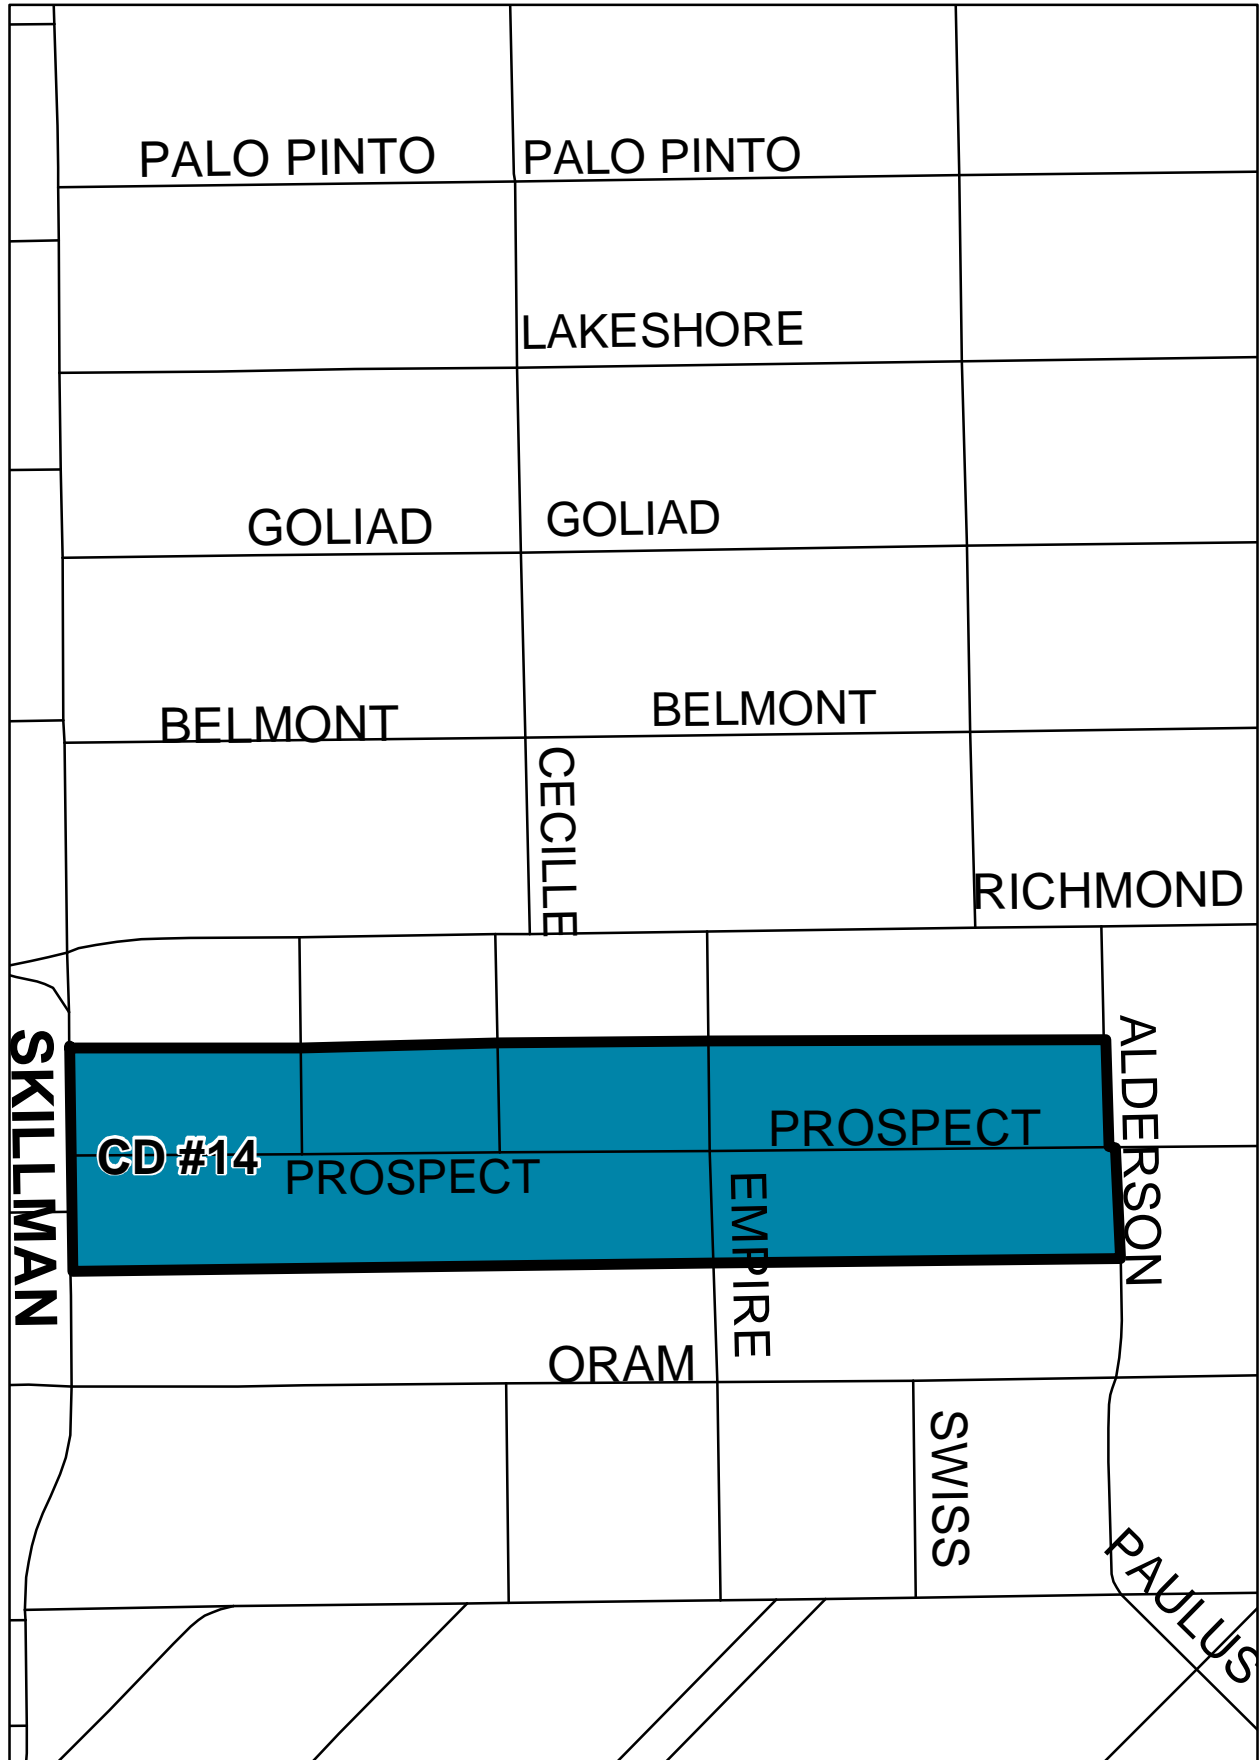 PALO PINTO
PALO PINTO
LAKESHORE
GOLIAD
GOLIAD
BELMONT
BELMONT
CECILLE
RICHMOND
SKILLMAN
ALDERSON
CD #14
PROSPECT
PROSPECT
EMPIRE
ORAM
SWISS
PAULUS